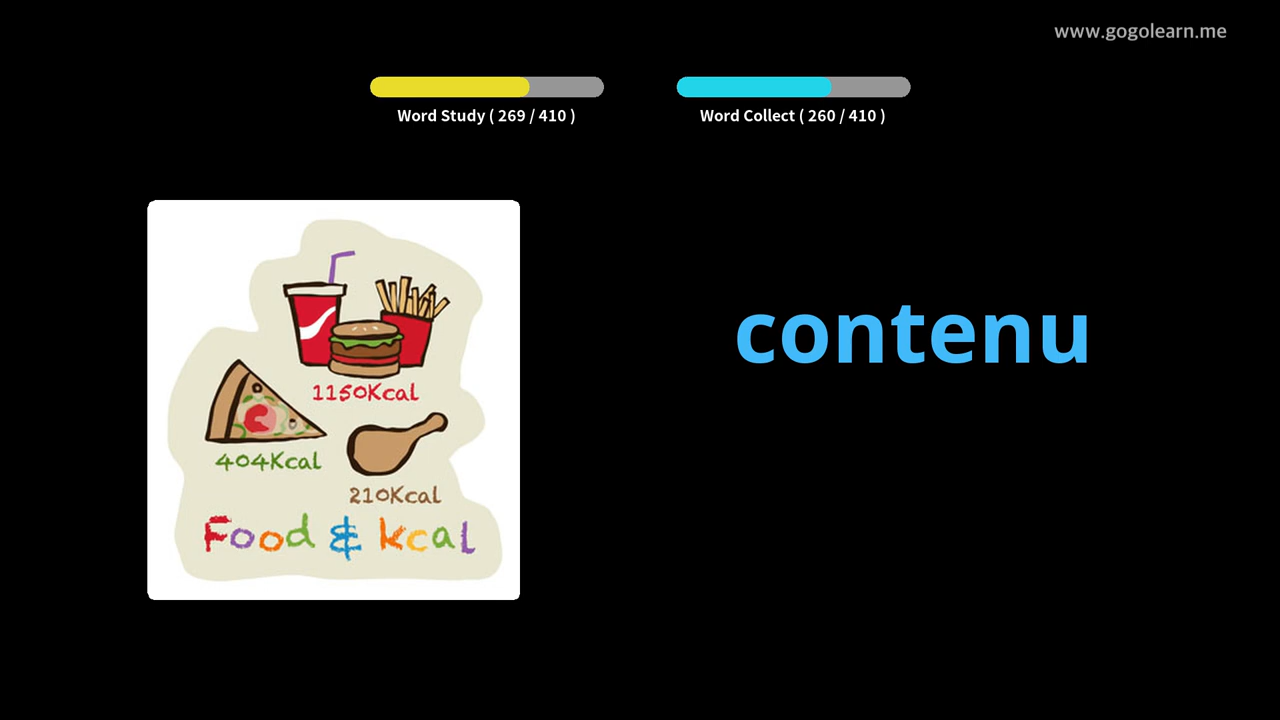 www.gogolearn.me
Word Study ( 269 / 410 )
Word Collect ( 260 / 410 )
1150Kcal
404Kcal
210Kcal
Food & kcal
contenu